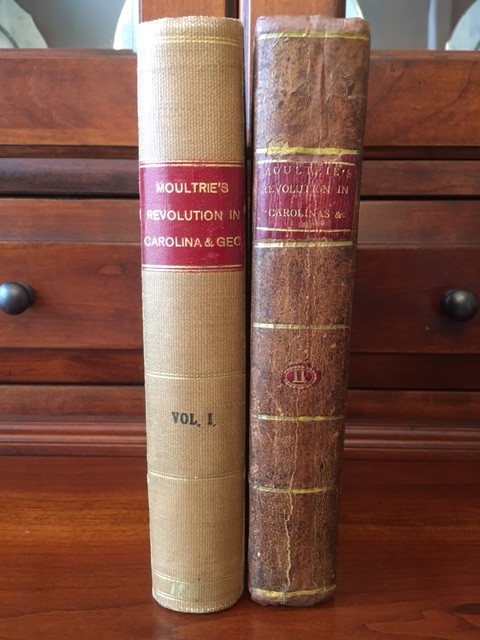 MOULTRIE'S
REVOLUTION IN
CAROLINA & GEO.
VOL. I.
MOULTRIE'S
REVOLUTION IN
CAROLINAS &c.
II